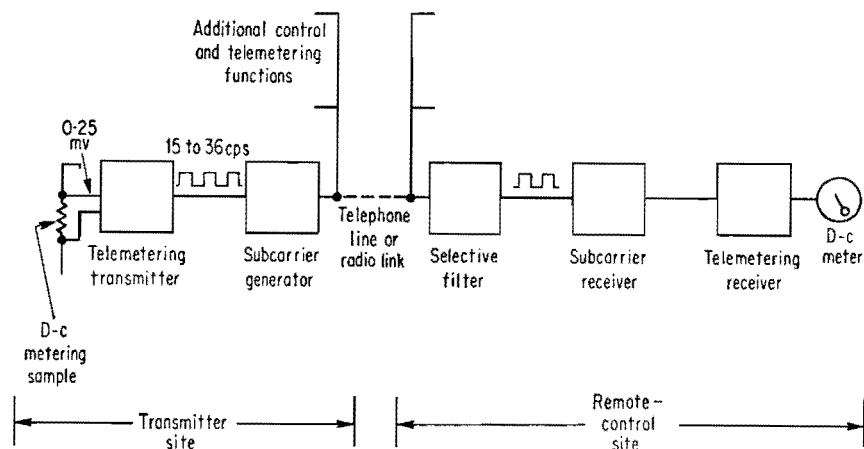 Additional control
and telemetering
functions
0-25
mv
15 to 36cps
Telemetering
transmitter
Subcarrier
generator
Telephone
line or
radio link
Selective
filter
Subcarrier
receiver
Telemetering
receiver
D-c
meter
D-c
metering
sample
Transmitter
site
Remote-
control
site